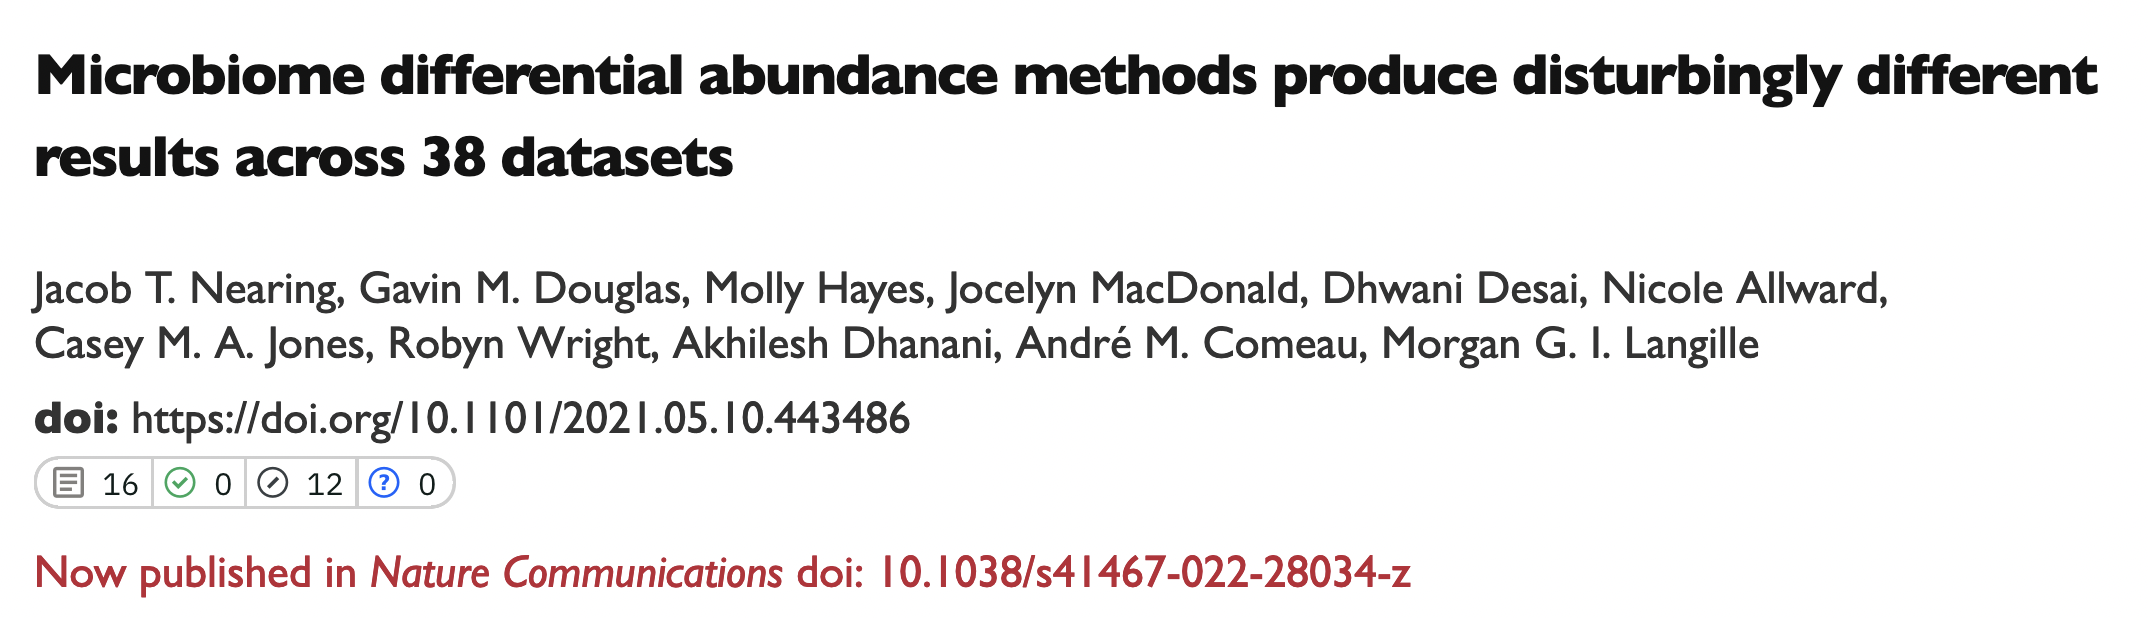 Microbiome differential abundance methods produce disturbingly different
results across 38 datasets
Jacob T. Nearing, Gavin M. Douglas, Molly Hayes, Jocelyn MacDonald, Dhwani Desai, Nicole Allward,
Casey M. A. Jones, Robyn Wright, Akhilesh Dhanani, André M. Comeau, Morgan G. I. Langille
doi: https://doi.org/10.1101/2021.05.10.443486
16 0 12 ? 0
Now published in Nature Communications doi: 10.1038/s41467-022-28034-z